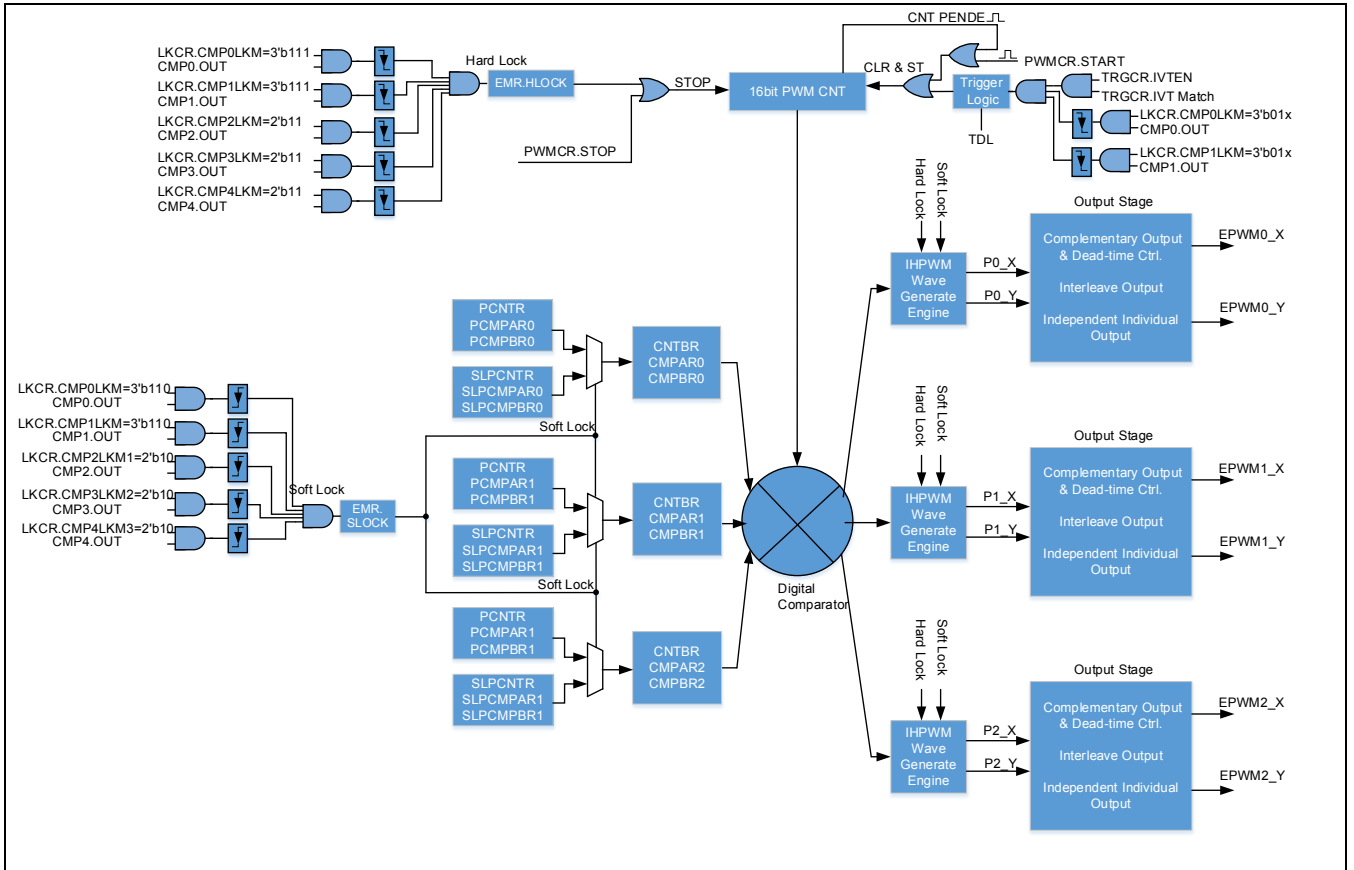 CNT PENDE
LKCR.CMP0LKM=3'b111
CMP0.OUT
Hard Lock
LKCR.CMP1LKM=3'b111
CMP1.OUT
EMR.HLOCK
LKCR.CMP2LKM=2'b11
CMP2.OUT
LKCR.CMP3LKM=2'b11
CMP3.OUT
LKCR.CMP4LKM=2'b11
CMP4.OUT
PWMCR.STOP
STOP
16bit PWM CNT
CLR & ST
PWMCR.START
Trigger
Logic
TDL
TRGCR.IVTEN
TRGCR.IVT Match
LKCR.CMP0LKM=3'b01x
CMP0.OUT
LKCR.CMP1LKM=3'b01x
CMP1.OUT
Hard Lock
Soft Lock
IHPWM
Wave
Generate
Engine
P0_X
P0_Y
Output Stage
Complementary Output
& Dead-time Ctrl.
Interleave Output
Independent Individual
Output
EPWM0_X
EPWM0_Y
LKCR.CMP0LKM=3'b110
CMP0.OUT
LKCR.CMP1LKM=3'b110
CMP1.OUT
LKCR.CMP2LKM1=2'b10
CMP2.OUT
LKCR.CMP3LKM2=2'b10
CMP3.OUT
LKCR.CMP4LKM3=2'b10
CMP4.OUT
Soft Lock
EMR.
SLOCK
PCNTR
PCMPAR0
PCMPBR0
SLPCNTR
SLPCMPAR0
SLPCMPBR0
CNTBR
CMPAR0
CMPBR0
Soft Lock
PCNTR
PCMPAR1
PCMPBR1
SLPCNTR
SLPCMPAR1
SLPCMPBR1
CNTBR
CMPAR1
CMPBR1
Soft Lock
PCNTR
PCMPAR1
PCMPBR1
SLPCNTR
SLPCMPAR1
SLPCMPBR1
CNTBR
CMPAR2
CMPBR2
Digital
Comparator
Hard Lock
Soft Lock
IHPWM
Wave
Generate
Engine
P1_X
P1_Y
Output Stage
Complementary Output
& Dead-time Ctrl.
Interleave Output
Independent Individual
Output
EPWM1_X
EPWM1_Y
Hard Lock
Soft Lock
IHPWM
Wave
Generate
Engine
P2_X
P2_Y
Output Stage
Complementary Output
& Dead-time Ctrl.
Interleave Output
Independent Individual
Output
EPWM2_X
EPWM2_Y